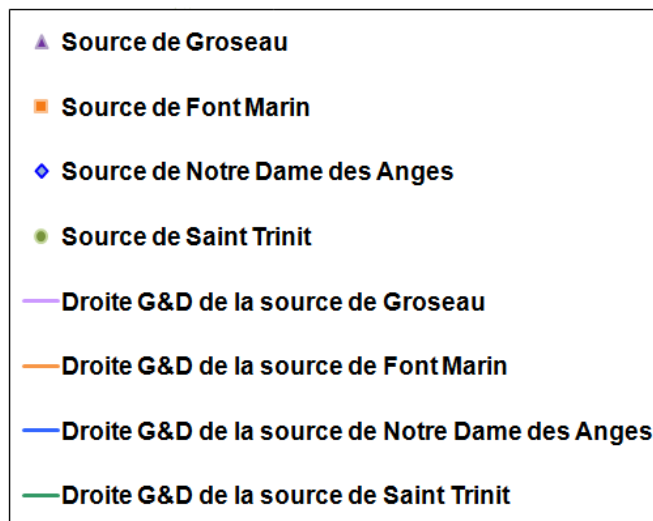 Source de Groseau
Source de Font Marin
Source de Notre Dame des Anges
Source de Saint Trinit
Droite G&D de la source de Groseau
Droite G&D de la source de Font Marin
Droite G&D de la source de Notre Dame des Anges
Droite G&D de la source de Saint Trinit